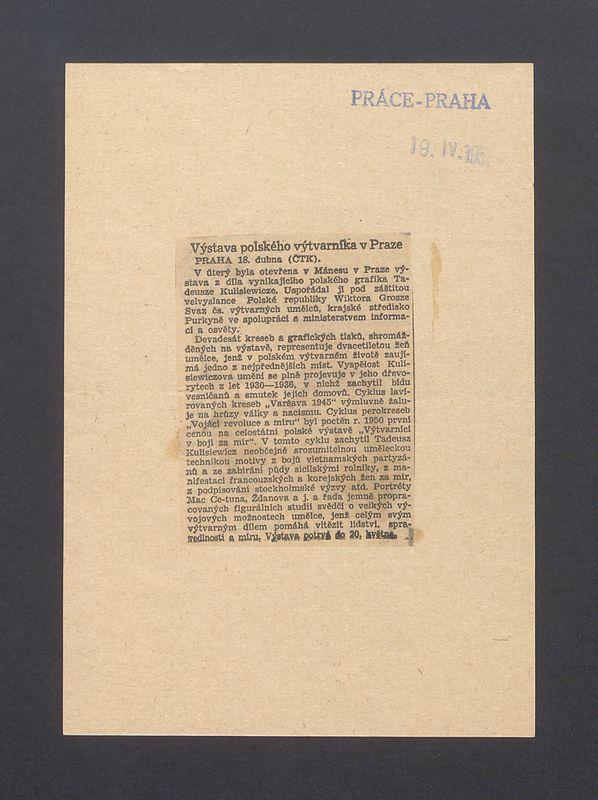 PRÁCE-PRAHA
19. IV. 195
Výstava polského výtvarníka v Praze
PRAHA 18. dubna (ČTK).
V úterý byla otevřena v Mánesu v Praze vý-
stava z díla vynikajícího polského grafika Ta-
deusze Kulisiewicze. Uspořádal ji pod záštitou
velvyslance Polské republiky Wiktora Grosze
Svaz čs. výtvarných umělců, krajské středisko
Purkyně ve spolupráci s ministerstvem informa-
cí a osvěty.
Devadesát kreseb a grafických tisků, shromáž-
děných na výstavě, representuje dvacetiletou žeň
umělce, jenž v polském výtvarném životě zaují-
má jedno z nejpřednějších míst. Vyspělost Kuli-
siewiczova umění se plně projevuje v jeho dřevo-
rytech z let 1930—1936, v nichž zachytil bídu
vesničanů a smutek jejich domovů. Cyklus laví-
rovaných kreseb „Varšava 1945“ výmluvně žalu-
je na hrůzy války a nacismu. Cyklus perokreseb
„Vojáci revoluce a míru“ byl poctěn r. 1950 první
cenou na celostátní polské výstavě „Výtvarníci
v boji za mír“. V tomto cyklu zachytil Tadeusz
Kulisiewicz neobyčejně srozumitelnou uměleckou
technikou motivy z bojů vietnamských partyzá-
nů a ze zabírání půdy sicilskými rolníky, z ma-
nifestací francouzských a korejských žen za mír,
z podpisování stockholmské výzvy atd. Portréty
Mac Ce-tuna, Ždanova a j. a řada jemně propra-
covaných figurálních studií svědčí o velkých vý-
vojových možnostech umělce, jenž celým svým
výtvarným dílem pomáhá vítězit lidství, spra-
vedlnosti a míru. Výstava potrvá do 20. května.